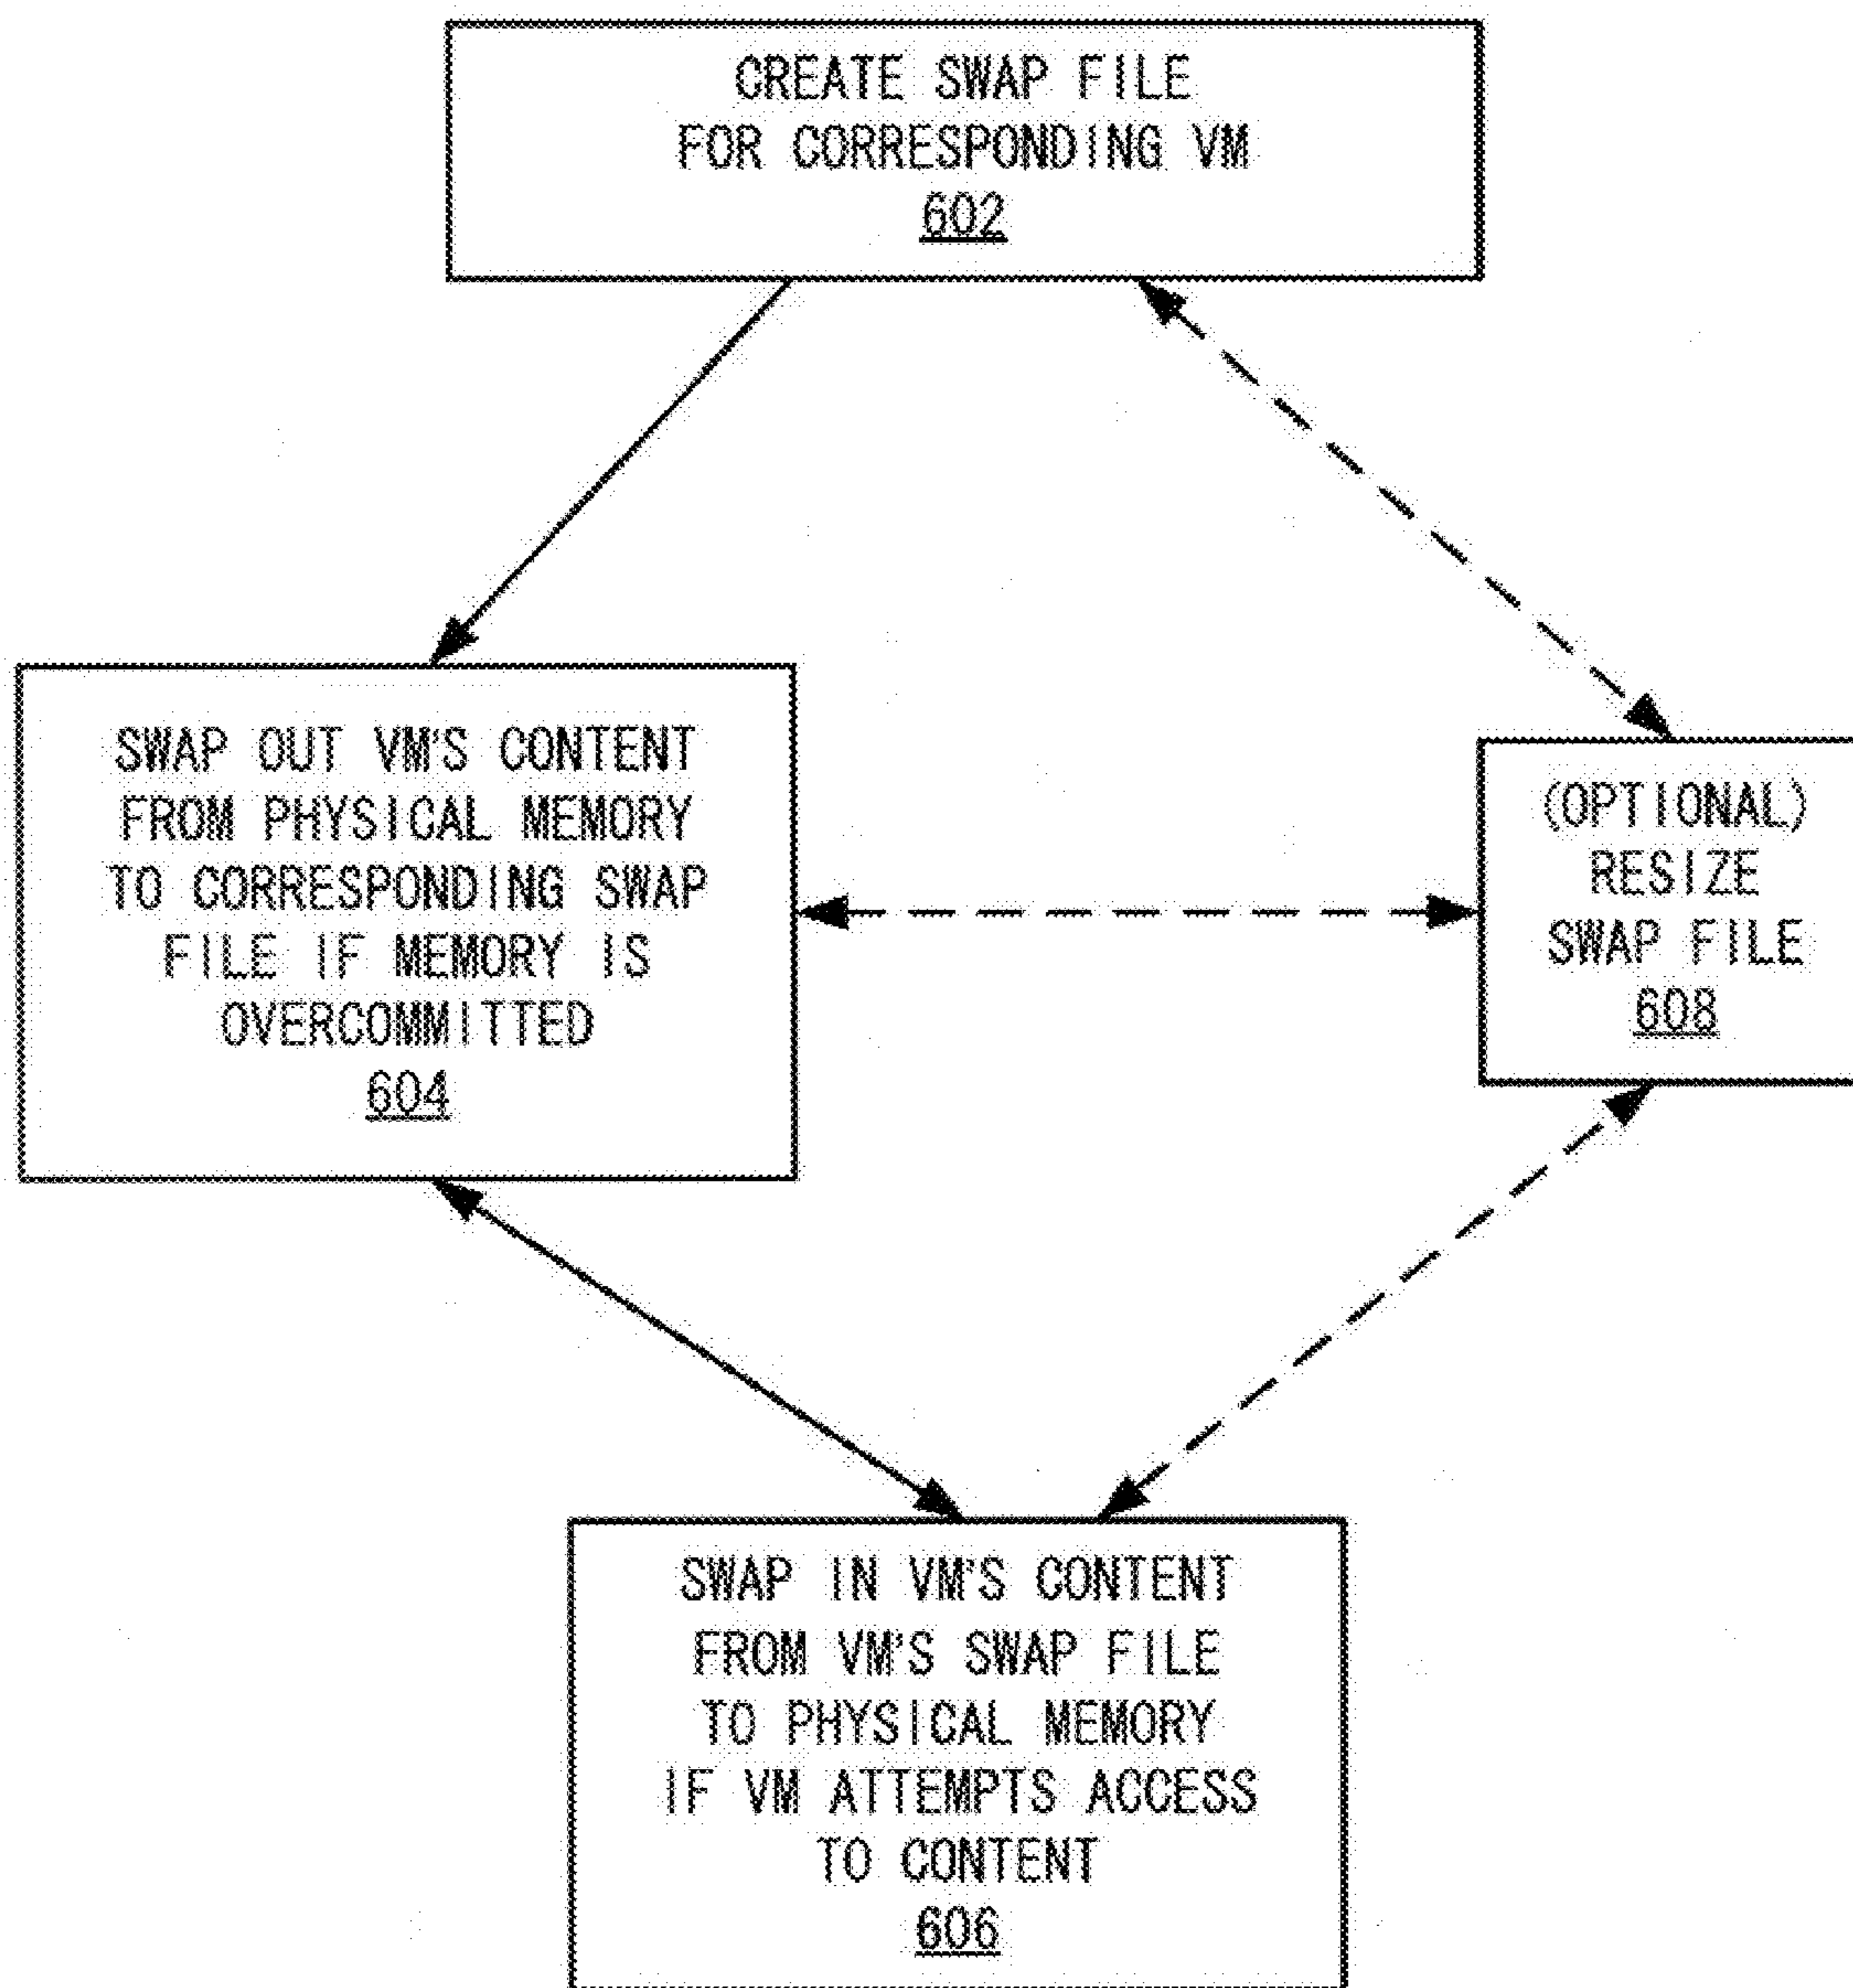 CREATE SWAP FILE
FOR CORRESPONDING VM
602
SWAP OUT VM'S CONTENT
FROM PHYSICAL MEMORY
TO CORRESPONDING SWAP
FILE IF MEMORY IS
OVERCOMMITTED
604
(OPTIONAL)
RESIZE
SWAP FILE
608
SWAP IN VM'S CONTENT
FROM VM'S SWAP FILE
TO PHYSICAL MEMORY
IF VM ATTEMPTS ACCESS
TO CONTENT
606